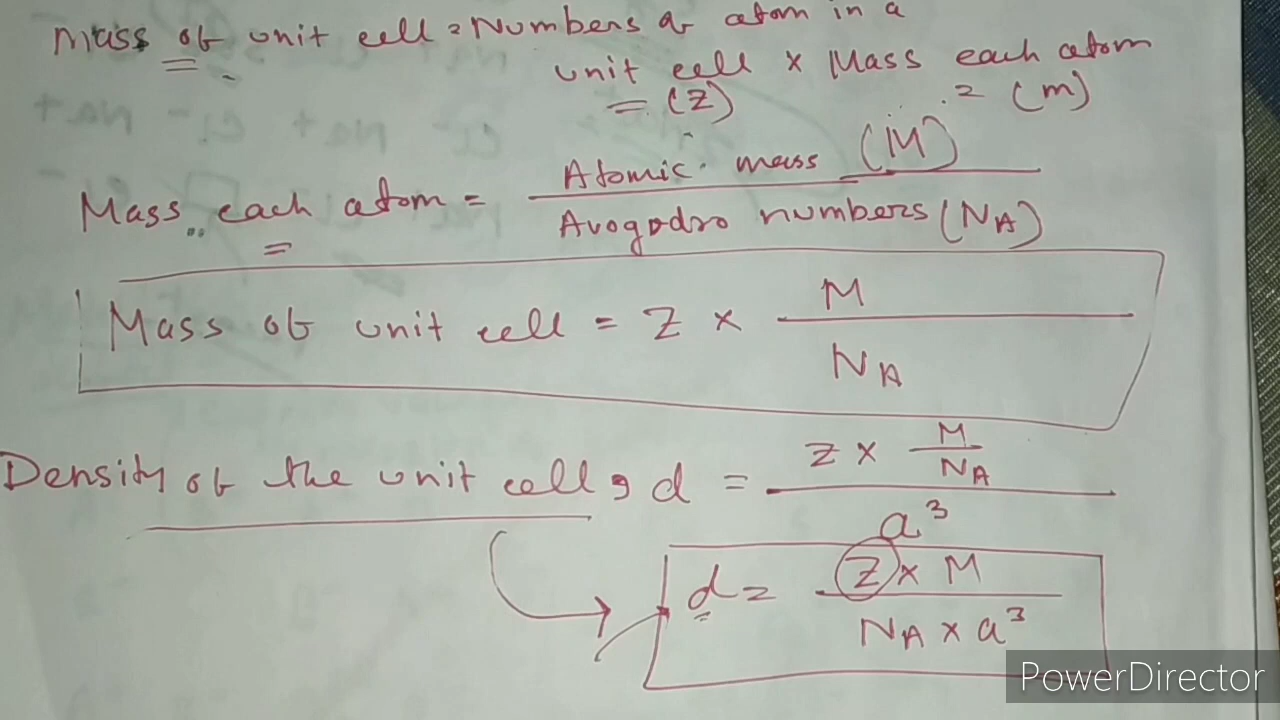 Mass of unit cell = Numbers of atom in a
unit cell × Mass each atom
= (Z) = (m)
Mass each atom = Atomic mass (M)
Avogadro numbers (NA)
Mass of unit cell = Z × M
NA
Density of the unit cell, d = Z × M
NA
a³
d = Z × M
NA × a³
PowerDirector